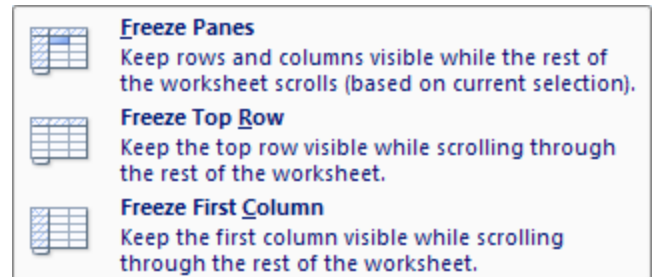 Freeze Panes
Keep rows and columns visible while the rest of
the worksheet scrolls (based on current selection).
Freeze Top Row
Keep the top row visible while scrolling through
the rest of the worksheet.
Freeze First Column
Keep the first column visible while scrolling
through the rest of the worksheet.